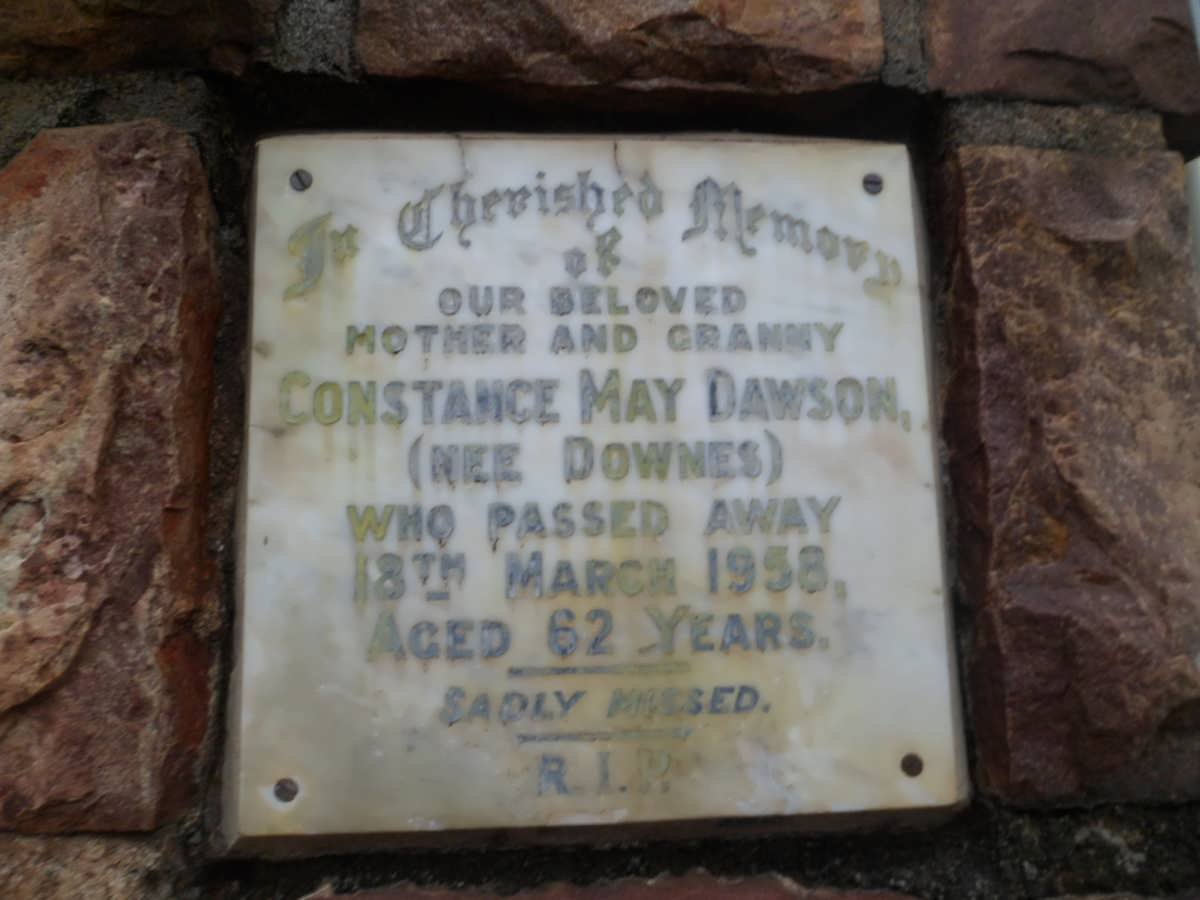 In Cherished Memory
of
OUR BELOVED
MOTHER AND GRANNY
CONSTANCE MAY DAWSON,
(NEE DOWNES)
WHO PASSED AWAY
18TH MARCH 1958,
AGED 62 YEARS.
SADLY MISSED.
R.I.P.